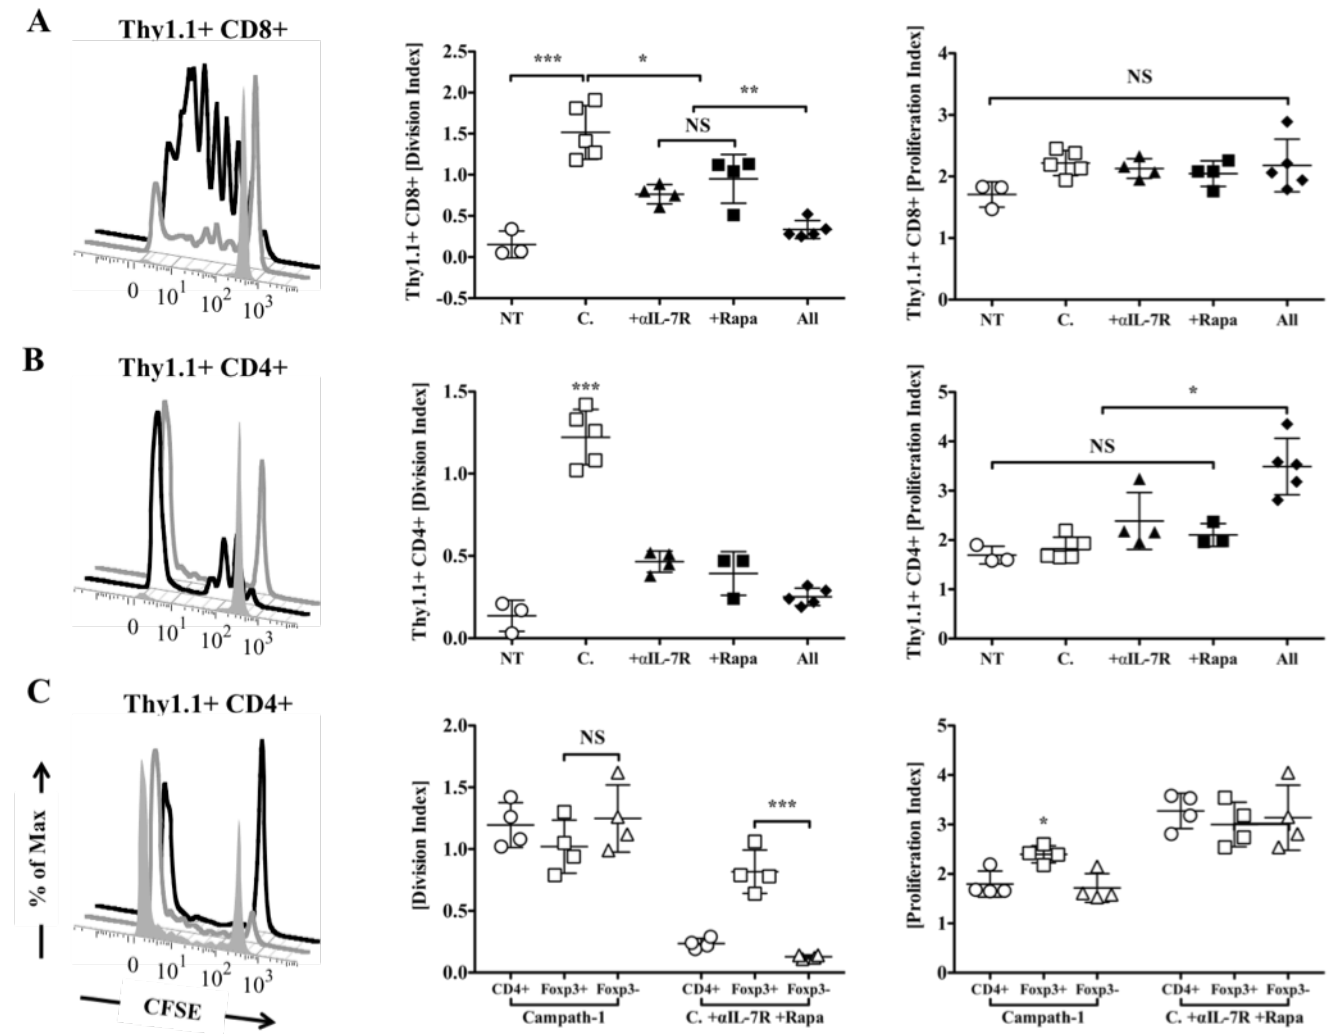 A
Thy1.1+ CD8+
0 10¹ 10² 10³
Thy1.1+ CD8+ [Division Index]
2.5
2.0
1.5
1.0
0.5
0.0
-0.5
***
*
**
NS
NT C. +αIL-7R +Rapa All
Thy1.1+ CD8+ [Proliferation Index]
4
3
2
1
0
NS
NT C. +αIL-7R +Rapa All
B
Thy1.1+ CD4+
0 10¹ 10² 10³
Thy1.1+ CD4+ [Division Index]
1.5
1.0
0.5
0.0
***
NT C. +αIL-7R +Rapa All
Thy1.1+ CD4+ [Proliferation Index]
5
4
3
2
1
0
*
NS
NT C. +αIL-7R +Rapa All
C
Thy1.1+ CD4+
% of Max
0 10¹ 10² 10³
CFSE
[Division Index]
2.0
1.5
1.0
0.5
0.0
NS
***
CD4+ Foxp3+ Foxp3- CD4+ Foxp3+ Foxp3-
Campath-1 C. +αIL-7R +Rapa
[Proliferation Index]
5
4
3
2
1
0
*
CD4+ Foxp3+ Foxp3- CD4+ Foxp3+ Foxp3-
Campath-1 C. +αIL-7R +Rapa